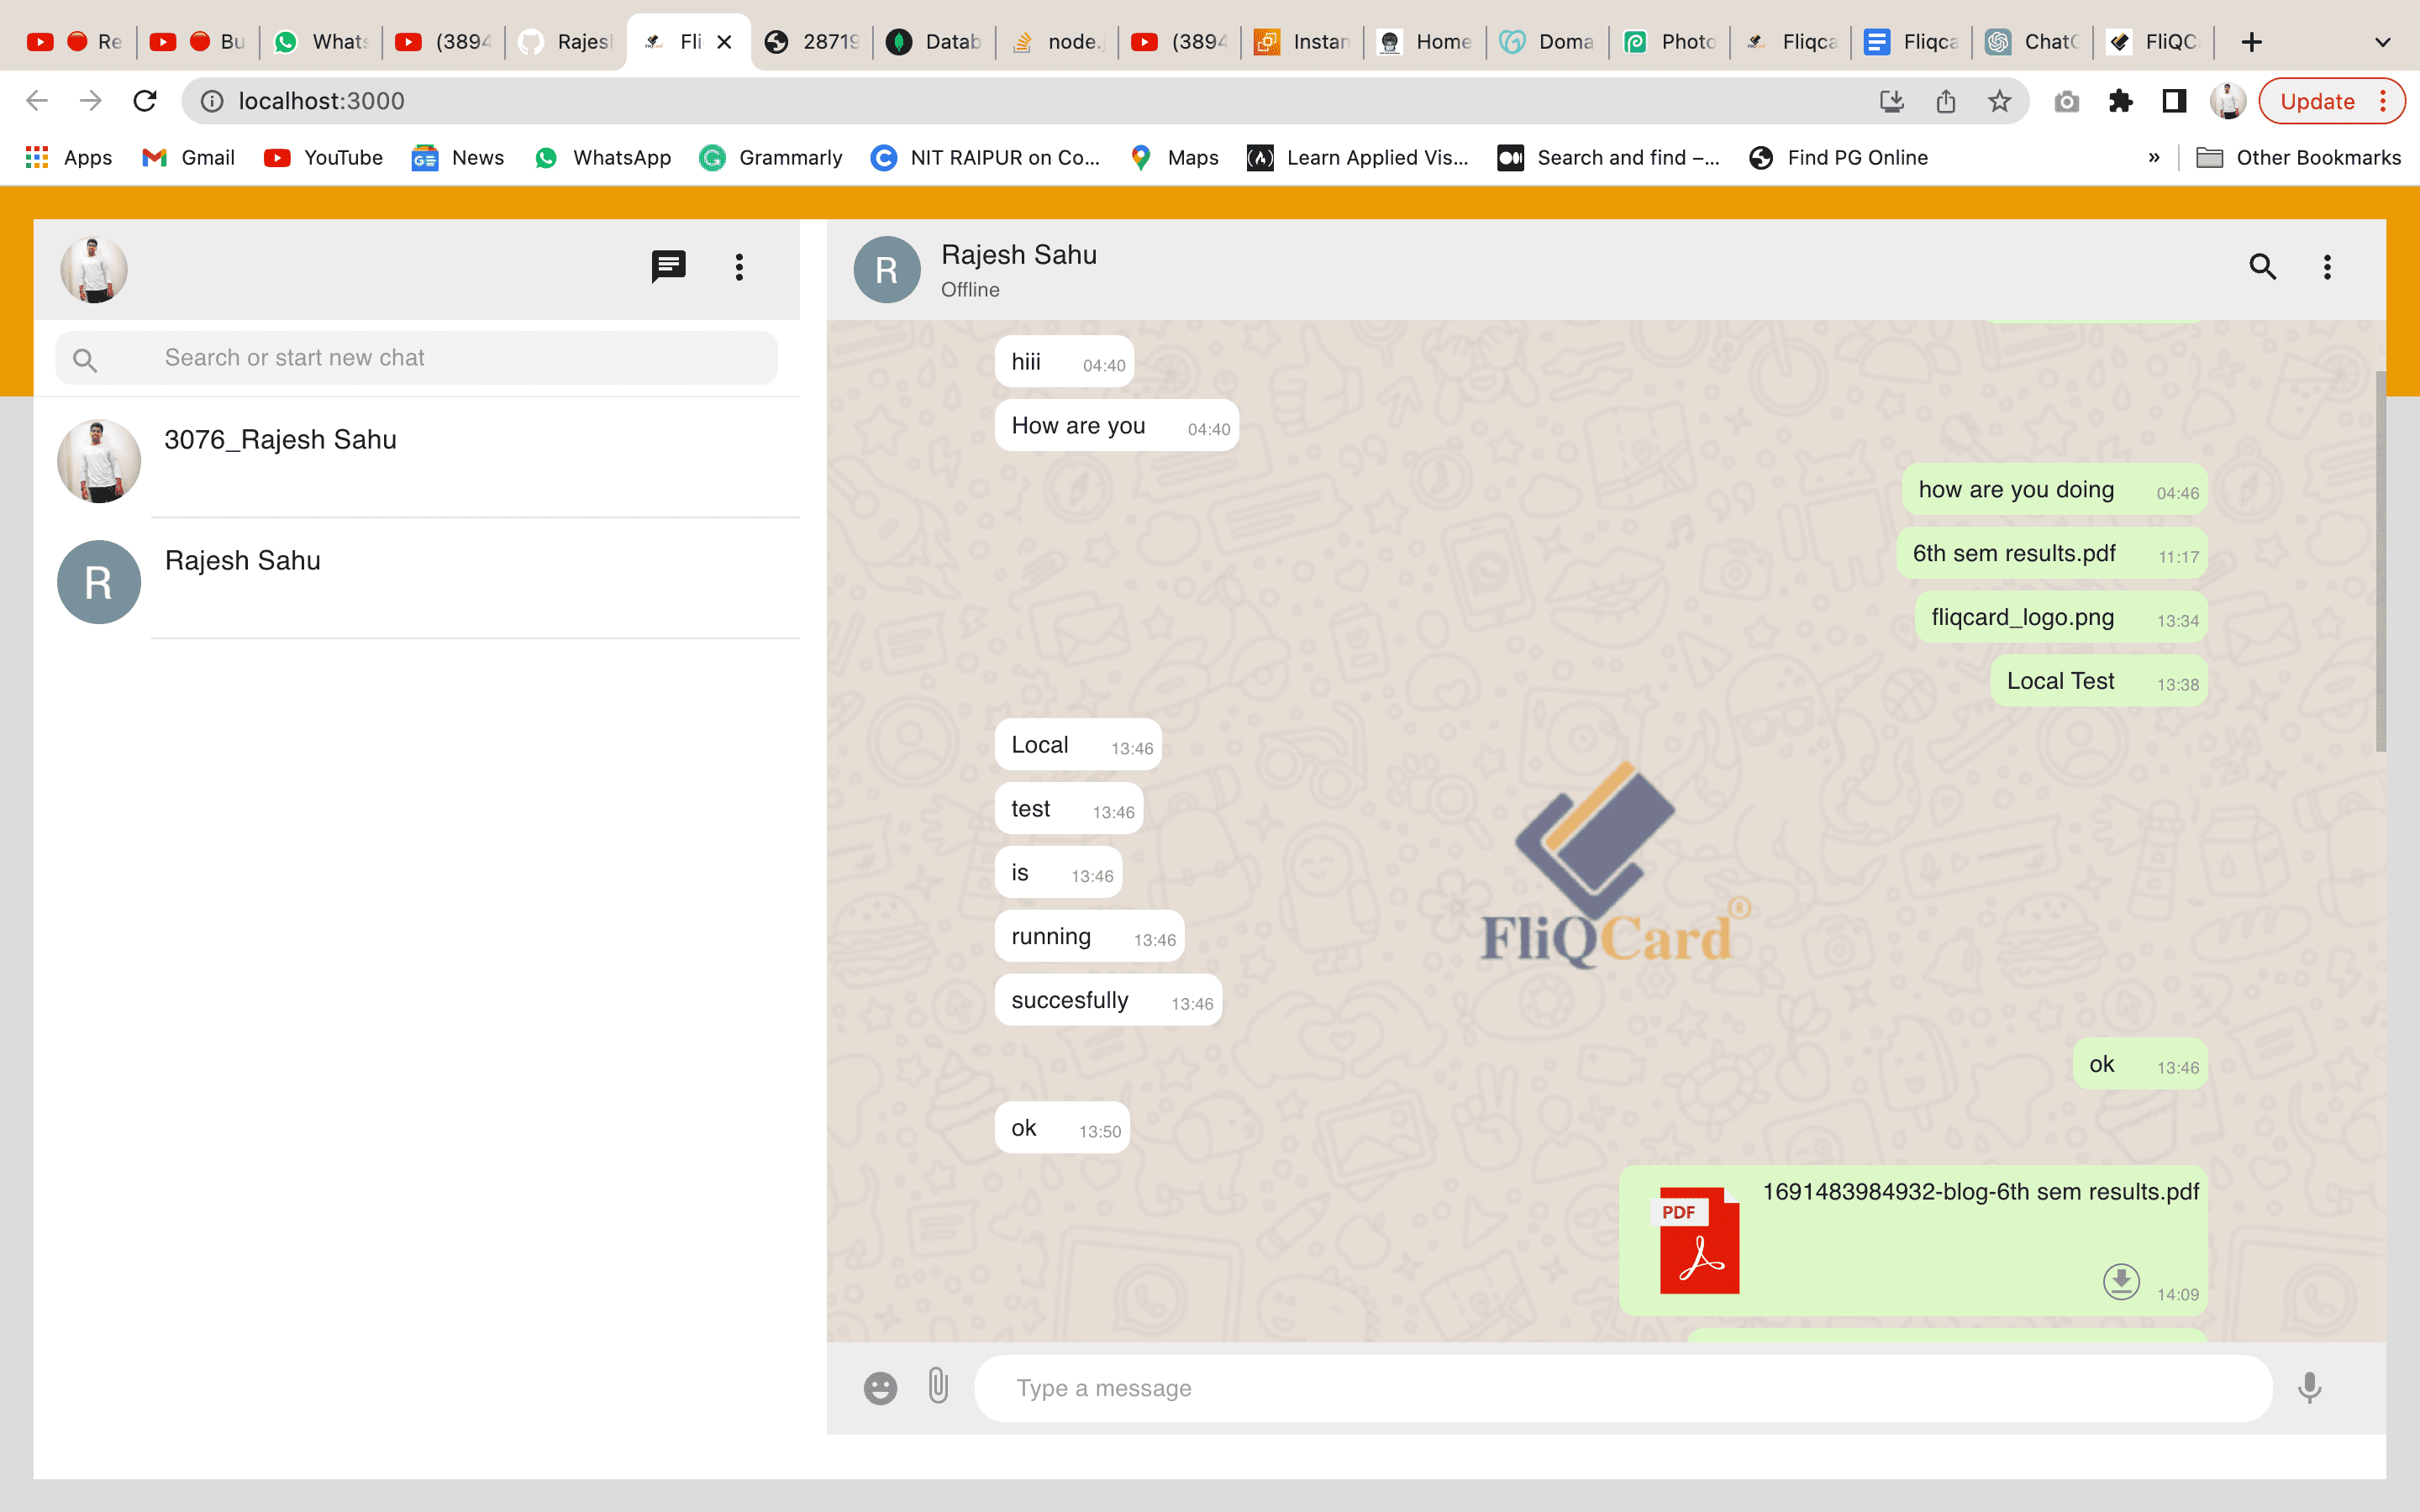 Re
Bu
Whats
(3894
Rajesh
Fli
28719
Datab
node.j
(3894
Instan
Home
Doma
Photo
Fliqca
Fliqca
ChatG
FliQC
localhost:3000
Update
Apps
Gmail
YouTube
News
WhatsApp
Grammarly
NIT RAIPUR on Co...
Maps
Learn Applied Vis...
Search and find –...
Find PG Online
»
Other Bookmarks
Search or start new chat
3076_Rajesh Sahu
R
Rajesh Sahu
R
Rajesh Sahu
Offline
hiii 04:40
How are you 04:40
how are you doing 04:46
6th sem results.pdf 11:17
fliqcard_logo.png 13:34
Local Test 13:38
Local 13:46
test 13:46
is 13:46
running 13:46
succesfully 13:46
FliQCard®
ok 13:46
ok 13:50
PDF
1691483984932-blog-6th sem results.pdf
14:09
Type a message